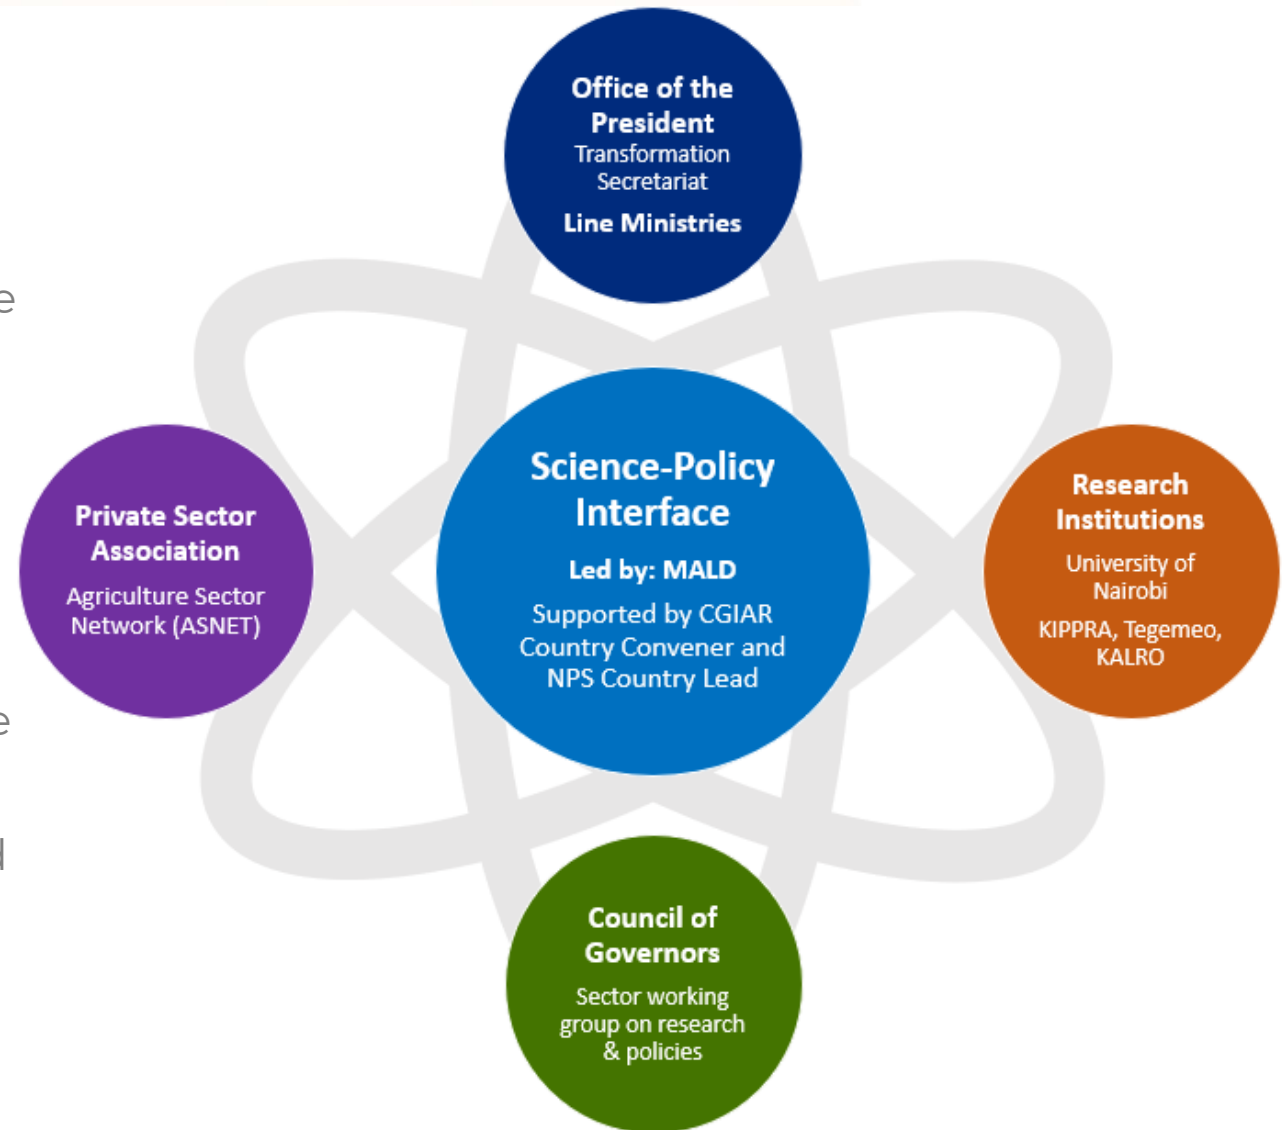 Office of the
President
Transformation
Secretariat
Line Ministries
e
Private Sector
Association
Agriculture Sector
Network (ASNET)
Science-Policy
Interface
Led by: MALD
Supported by CGIAR
Country Convener and
NPS Country Lead
Research
Institutions
University of
Nairobi
KIPPRA, Tegemeo,
KALRO
e
d
Council of
Governors
Sector working
group on research
& policies